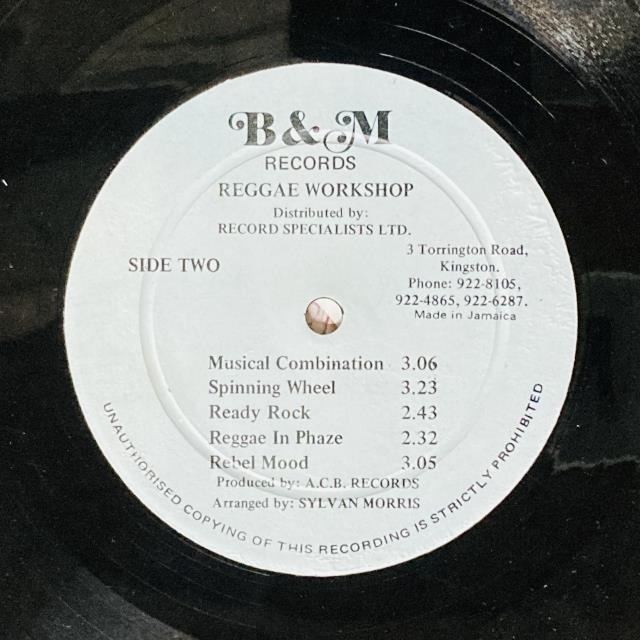 B & M
RECORDS
REGGAE WORKSHOP
Distributed by:
RECORD SPECIALISTS LTD.
SIDE TWO
3 Torrington Road,
Kingston.
Phone: 922-8105,
922-4865, 922-6287.
Made in Jamaica
Musical Combination 3.06
Spinning Wheel 3.23
Ready Rock 2.43
Reggae In Phaze 2.32
Rebel Mood 3.05
Produced by: A.C.B. RECORDS
Arranged by: SYLVAN MORRIS
UNAUTHORISED COPYING OF THIS RECORDING IS STRICTLY PROHIBITED